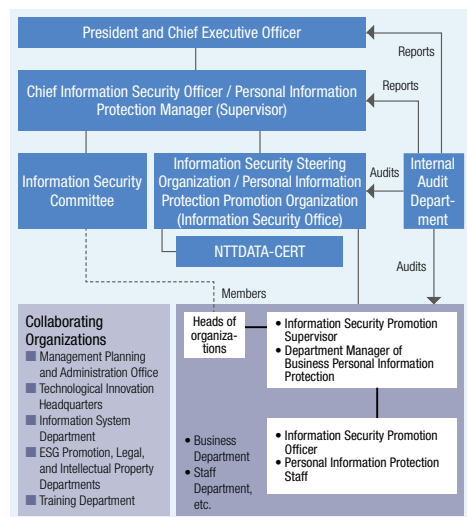 President and Chief Executive Officer
Reports
Chief Information Security Officer / Personal Information
Protection Manager (Supervisor)
Reports
Information Security
Committee
Information Security Steering
Organization / Personal Information
Protection Promotion Organization
(Information Security Office)
Audits
Internal
Audit
Depart-
ment
NTTDATA-CERT
Audits
Members
Collaborating
Organizations
■ Management Planning
and Administration Office
■ Technological Innovation
Headquarters
■ Information System
Department
■ ESG Promotion, Legal,
and Intellectual Property
Departments
■ Training Department
Heads of
organiza-
tions
• Information Security Promotion
Supervisor
• Department Manager of
Business Personal Information
Protection
• Business
Department
• Staff
Department,
etc.
• Information Security Promotion
Officer
• Personal Information Protection
Staff